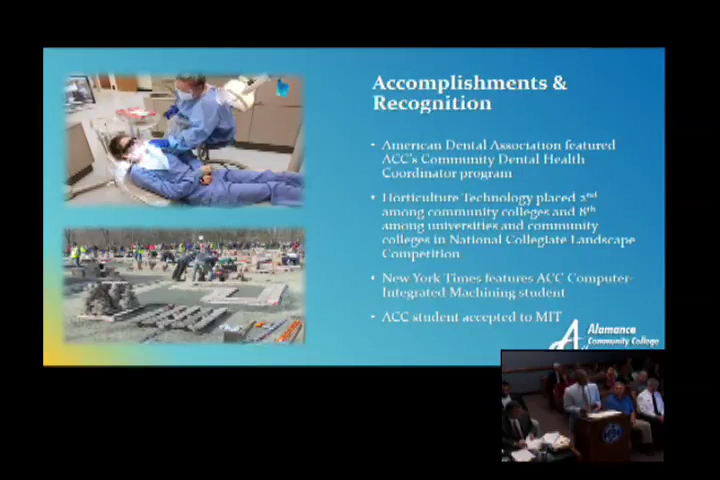 Accomplishments &
Recognition
• American Dental Association featured
ACC's Community Dental Health
Coordinator program
• Horticulture Technology placed 2nd
among community colleges and 8th
among universities and community
colleges in National Collegiate Landscape
Competition
• New York Times features ACC Computer-
Integrated Machining student
• ACC student accepted to MIT
Alamance
Community College